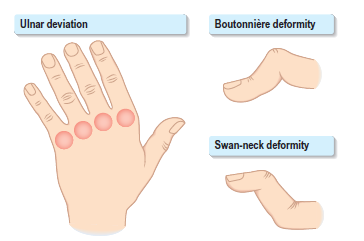 Ulnar deviation
Boutonnière deformity
Swan-neck deformity